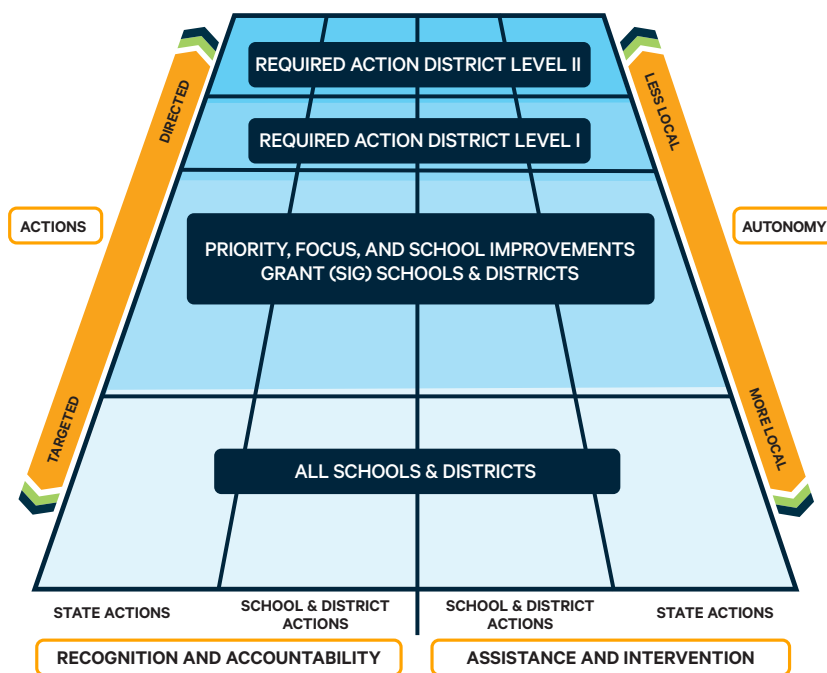 REQUIRED ACTION DISTRICT LEVEL II
DIRECTED
LESS LOCAL
REQUIRED ACTION DISTRICT LEVEL I
ACTIONS
AUTONOMY
PRIORITY, FOCUS, AND SCHOOL IMPROVEMENTS
GRANT (SIG) SCHOOLS & DISTRICTS
TARGETED
MORE LOCAL
ALL SCHOOLS & DISTRICTS
STATE ACTIONS
SCHOOL & DISTRICT
ACTIONS
SCHOOL & DISTRICT
ACTIONS
STATE ACTIONS
RECOGNITION AND ACCOUNTABILITY
ASSISTANCE AND INTERVENTION